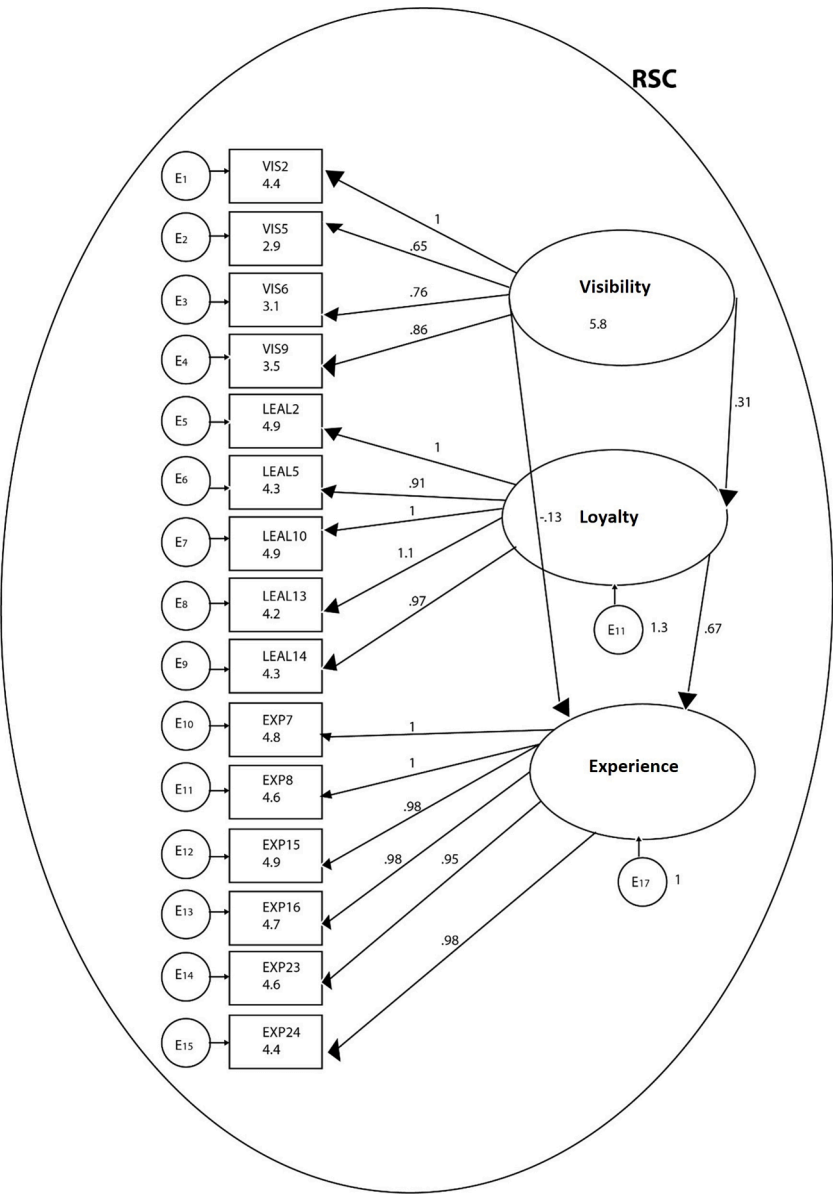 RSC
E1
VIS2
4.4
1
E2
VIS5
2.9
.65
E3
VIS6
3.1
.76
E4
VIS9
3.5
.86
Visibility
5.8
.31
E5
LEAL2
4.9
1
E6
LEAL5
4.3
.91
E7
LEAL10
4.9
1
E8
LEAL13
4.2
1.1
E9
LEAL14
4.3
.97
-.13
Loyalty
E11
1.3
.67
E10
EXP7
4.8
1
E11
EXP8
4.6
1
E12
EXP15
4.9
.98
E13
EXP16
4.7
.98
E14
EXP23
4.6
.95
E15
EXP24
4.4
.98
Experience
E17
1